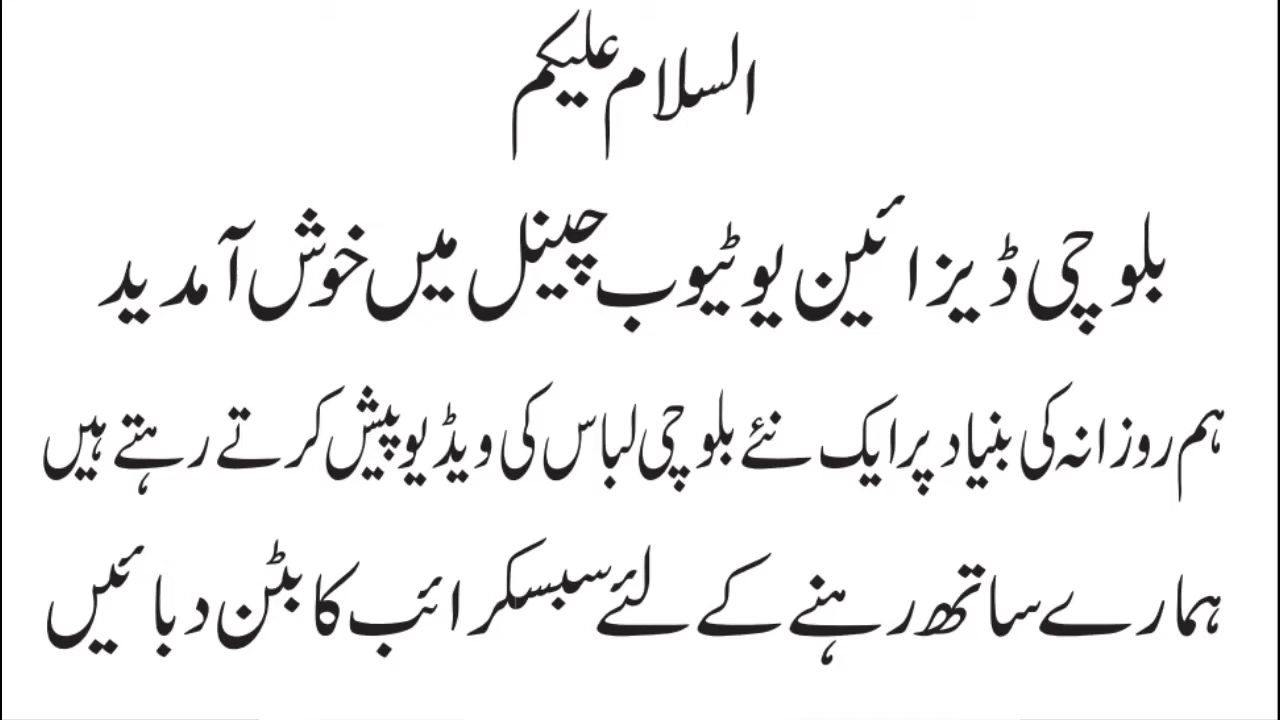 السلام علیکم
بلوچی ڈیزائین یوٹیوب چینل میں خوش آمدید
ہم روزانہ کی بنیاد پر ایک نئے بلوچی لباس کی ویڈیو پیش کرتے رہتے ہیں
ہمارے ساتھ رہنے کے لئے سبسکرائب کا بٹن دبائیں